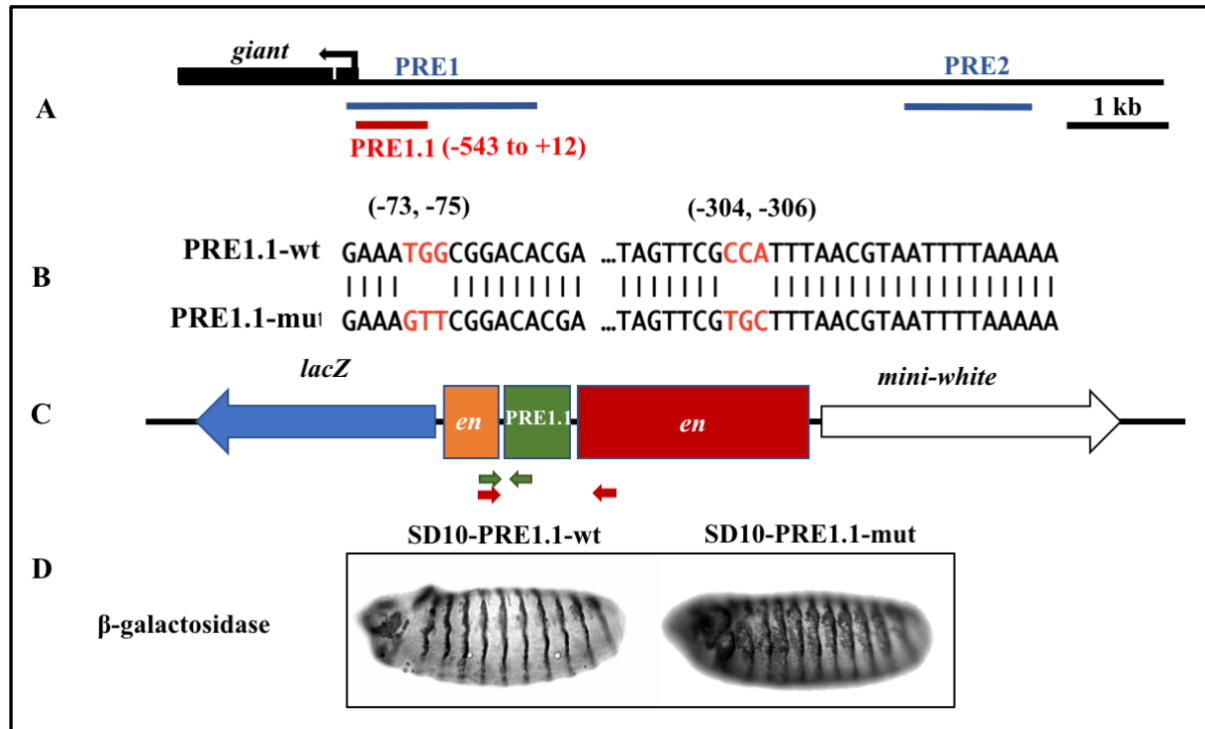 giant
PRE1
PRE2
A
1 kb
PRE1.1 (-543 to +12)
(-73, -75)
(-304, -306)
PRE1.1-wt GAAATGGCGGACACGA ...TAGTTCGCCATTTAACGTAATTTTAAAAA
B
PRE1.1-mut GAAAGTTCGGACACGA ...TAGTTCGTGCTTTAACGTAATTTTAAAAA
lacZ
mini-white
C
en
PRE1.1
en
SD10-PRE1.1-wt
SD10-PRE1.1-mut
D
β-galactosidase